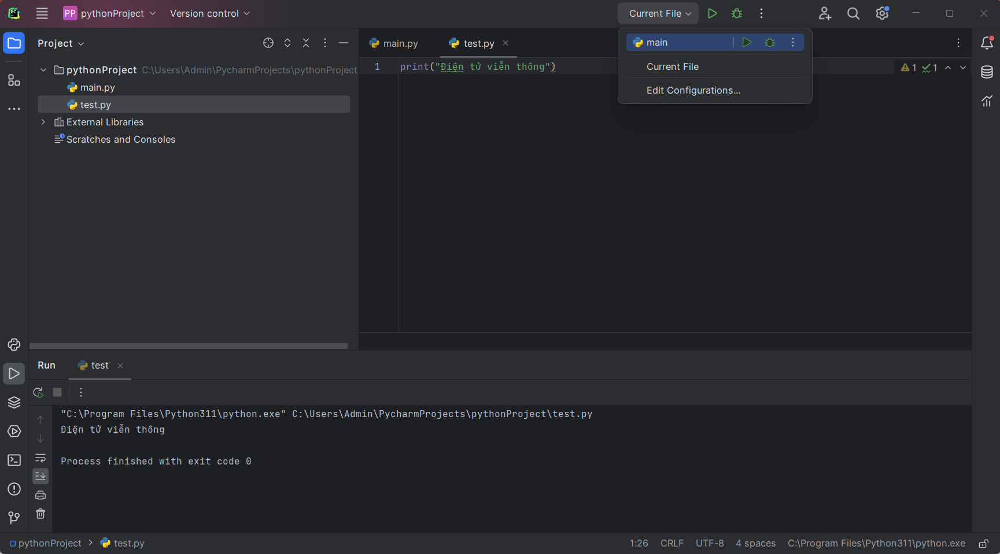 PP pythonProject Version control Current File
Project
main.py test.py
main
Current File
Edit Configurations...
pythonProject C:\Users\Admin\PycharmProjects\pythonProject
main.py
test.py
External Libraries
Scratches and Consoles
1 print("Điện tử viễn thông")
1 1
Run test
"C:\Program Files\Python311\python.exe" C:\Users\Admin\PycharmProjects\pythonProject\test.py
Điện tử viễn thông
Process finished with exit code 0
pythonProject test.py 1:26 CRLF UTF-8 4 spaces C:\Program Files\Python311\python.exe